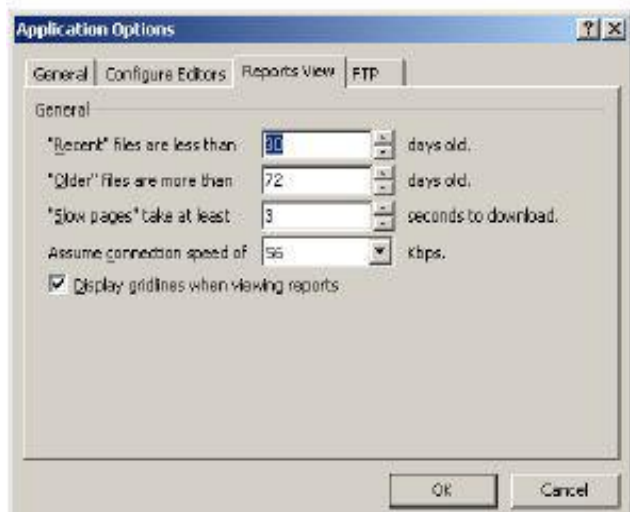 Application Options
General Configure Editors Reports View FTP
General
"Recent" files are less than 30 days old.
"Older" files are more than 72 days old.
"Slow pages" take at least 3 seconds to download.
Assume connection speed of 56 Kbps.
Display gridlines when viewing reports
OK Cancel